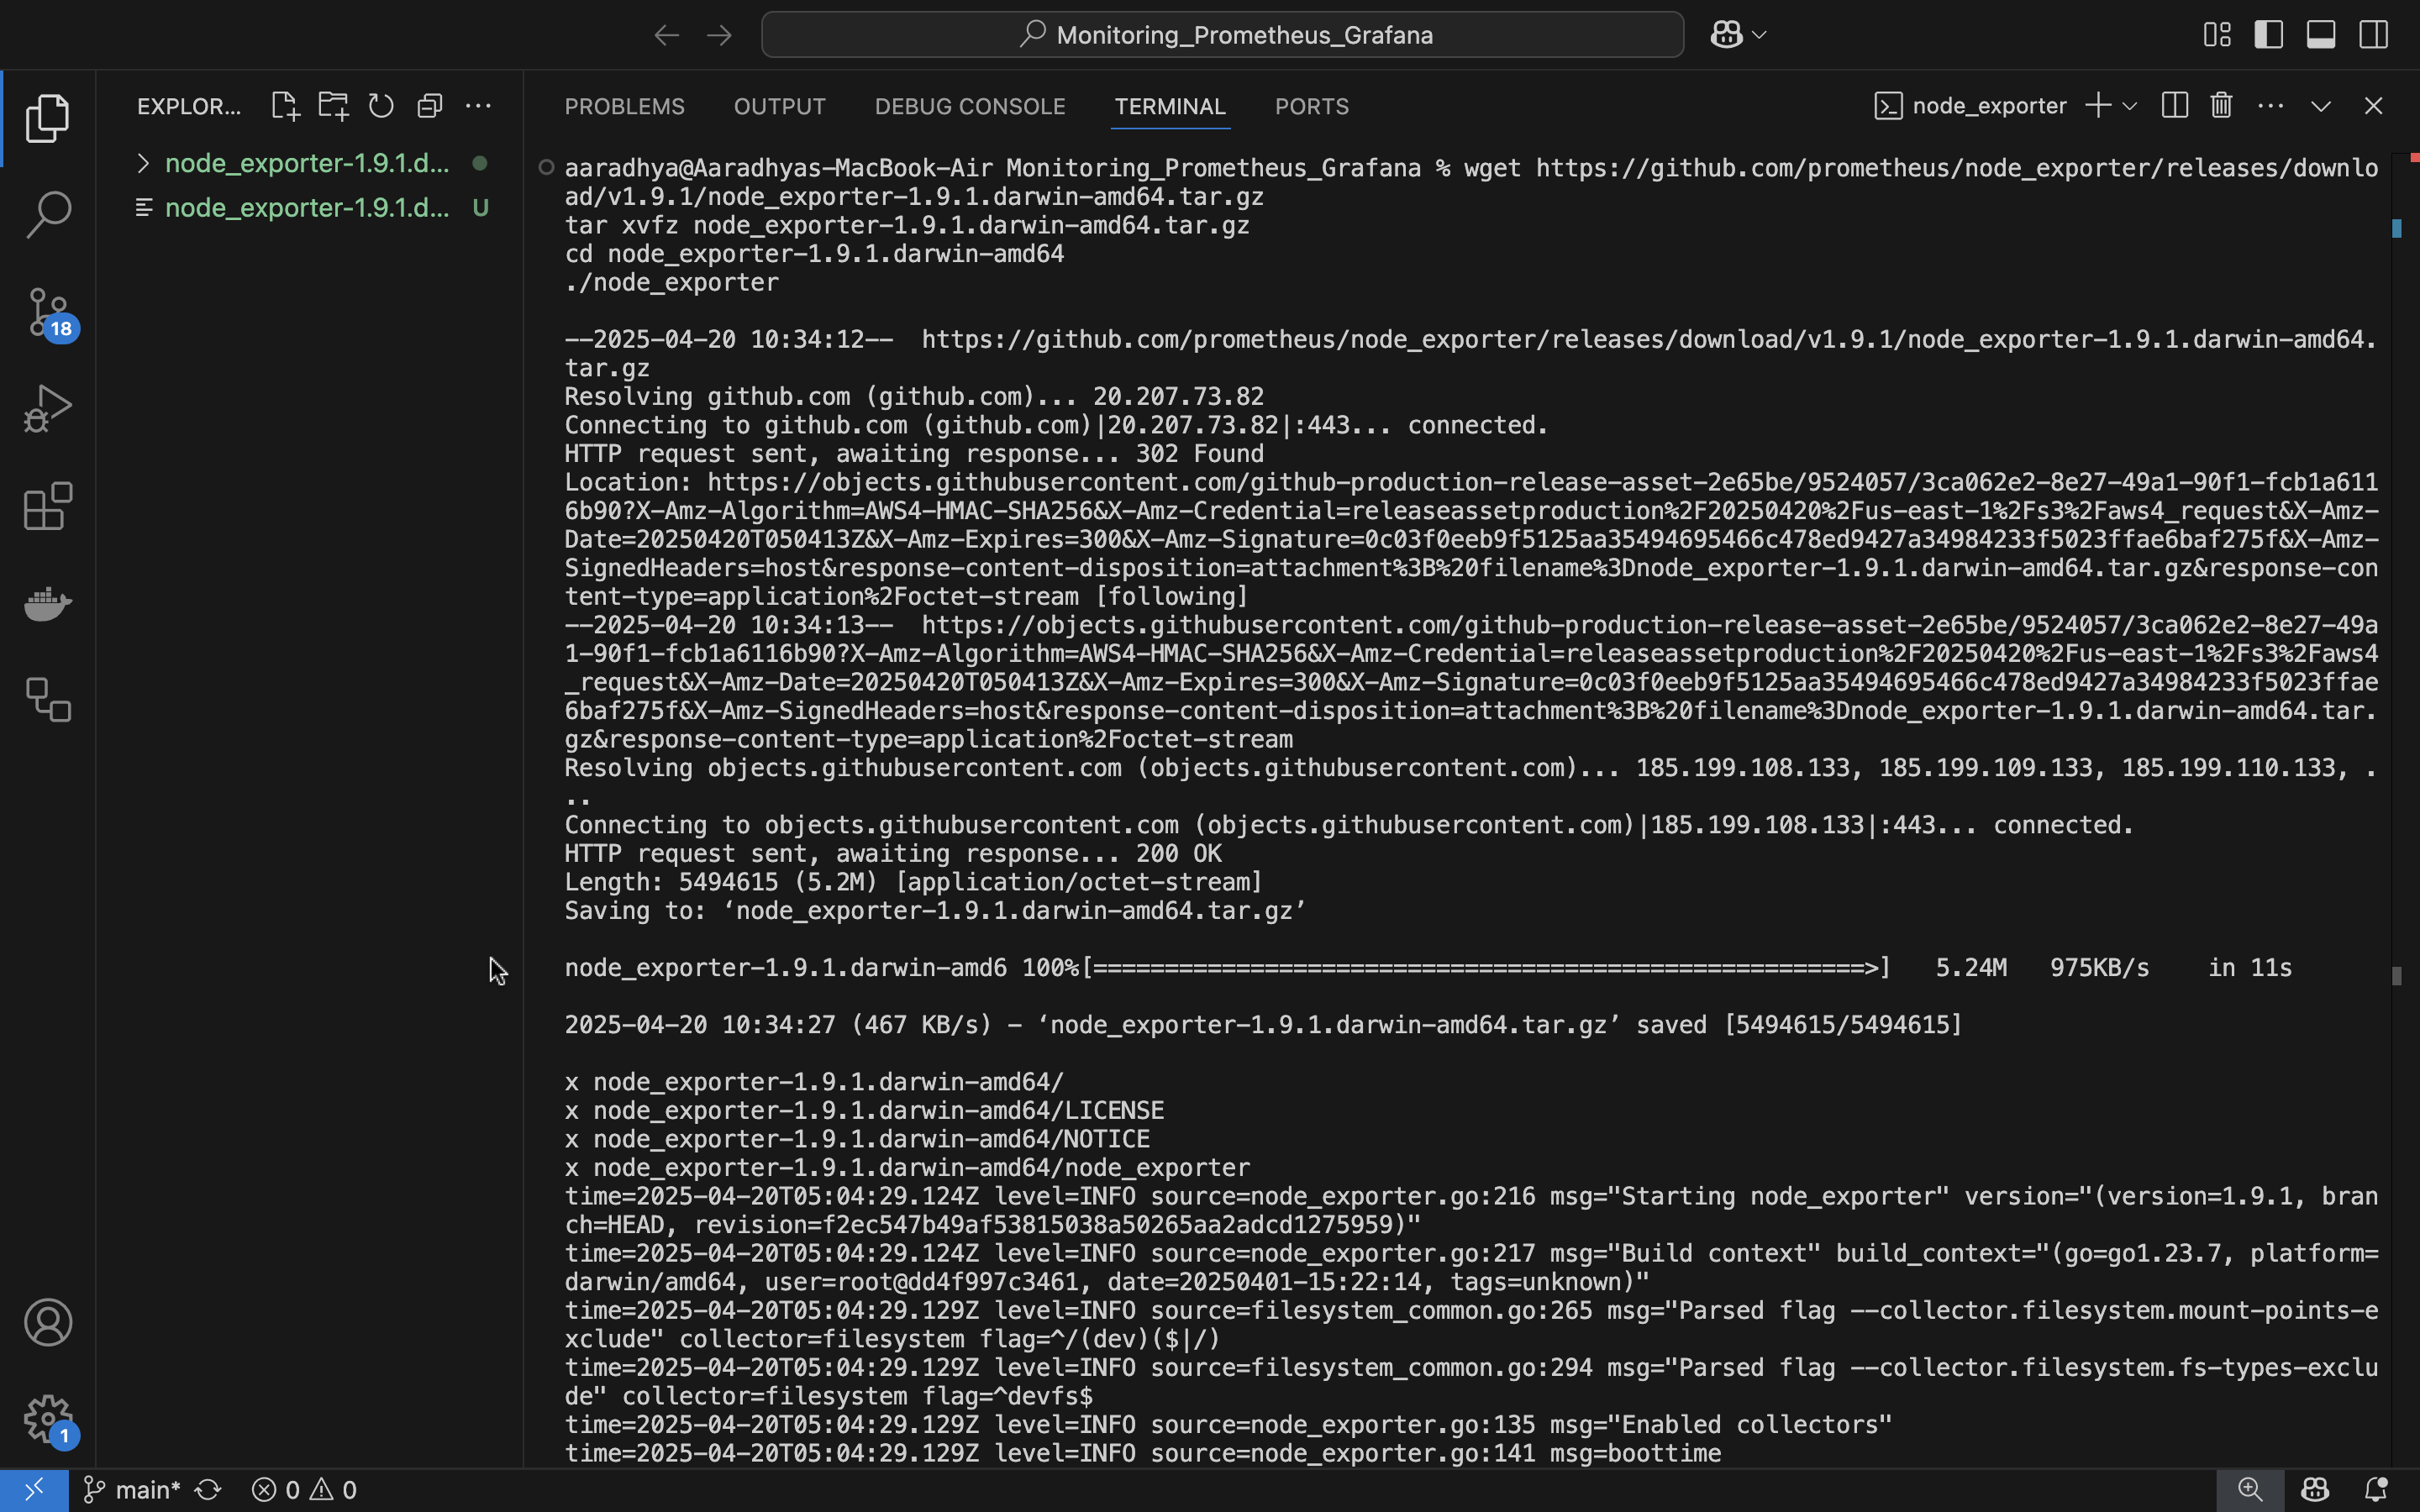 Monitoring_Prometheus_Grafana
EXPLOR...
node_exporter-1.9.1.d...
node_exporter-1.9.1.d... U
18
1
PROBLEMS OUTPUT DEBUG CONSOLE TERMINAL PORTS
node_exporter
aaradhya@Aaradhyas-MacBook-Air Monitoring_Prometheus_Grafana % wget https://github.com/prometheus/node_exporter/releases/downlo
ad/v1.9.1/node_exporter-1.9.1.darwin-amd64.tar.gz
tar xvfz node_exporter-1.9.1.darwin-amd64.tar.gz
cd node_exporter-1.9.1.darwin-amd64
./node_exporter
--2025-04-20 10:34:12-- https://github.com/prometheus/node_exporter/releases/download/v1.9.1/node_exporter-1.9.1.darwin-amd64.
tar.gz
Resolving github.com (github.com)... 20.207.73.82
Connecting to github.com (github.com)|20.207.73.82|:443... connected.
HTTP request sent, awaiting response... 302 Found
Location: https://objects.githubusercontent.com/github-production-release-asset-2e65be/9524057/3ca062e2-8e27-49a1-90f1-fcb1a611
6b90?X-Amz-Algorithm=AWS4-HMAC-SHA256&X-Amz-Credential=releaseassetproduction%2F20250420%2Fus-east-1%2Fs3%2Faws4_request&X-Amz-
Date=20250420T050413Z&X-Amz-Expires=300&X-Amz-Signature=0c03f0eeb9f5125aa35494695466c478ed9427a34984233f5023ffae6baf275f&X-Amz-
SignedHeaders=host&response-content-disposition=attachment%3B%20filename%3Dnode_exporter-1.9.1.darwin-amd64.tar.gz&response-con
tent-type=application%2Foctet-stream [following]
--2025-04-20 10:34:13-- https://objects.githubusercontent.com/github-production-release-asset-2e65be/9524057/3ca062e2-8e27-49a
1-90f1-fcb1a6116b90?X-Amz-Algorithm=AWS4-HMAC-SHA256&X-Amz-Credential=releaseassetproduction%2F20250420%2Fus-east-1%2Fs3%2Faws4
_request&X-Amz-Date=20250420T050413Z&X-Amz-Expires=300&X-Amz-Signature=0c03f0eeb9f5125aa35494695466c478ed9427a34984233f5023ffae
6baf275f&X-Amz-SignedHeaders=host&response-content-disposition=attachment%3B%20filename%3Dnode_exporter-1.9.1.darwin-amd64.tar.
gz&response-content-type=application%2Foctet-stream
Resolving objects.githubusercontent.com (objects.githubusercontent.com)... 185.199.108.133, 185.199.109.133, 185.199.110.133, .
..
Connecting to objects.githubusercontent.com (objects.githubusercontent.com)|185.199.108.133|:443... connected.
HTTP request sent, awaiting response... 200 OK
Length: 5494615 (5.2M) [application/octet-stream]
Saving to: ‘node_exporter-1.9.1.darwin-amd64.tar.gz’
node_exporter-1.9.1.darwin-amd6 100%[======================================================>] 5.24M 975KB/s in 11s
2025-04-20 10:34:27 (467 KB/s) - ‘node_exporter-1.9.1.darwin-amd64.tar.gz’ saved [5494615/5494615]
x node_exporter-1.9.1.darwin-amd64/
x node_exporter-1.9.1.darwin-amd64/LICENSE
x node_exporter-1.9.1.darwin-amd64/NOTICE
x node_exporter-1.9.1.darwin-amd64/node_exporter
time=2025-04-20T05:04:29.124Z level=INFO source=node_exporter.go:216 msg="Starting node_exporter" version="(version=1.9.1, bran
ch=HEAD, revision=f2ec547b49af53815038a50265aa2adcd1275959)"
time=2025-04-20T05:04:29.124Z level=INFO source=node_exporter.go:217 msg="Build context" build_context="(go=go1.23.7, platform=
darwin/amd64, user=root@dd4f997c3461, date=20250401-15:22:14, tags=unknown)"
time=2025-04-20T05:04:29.129Z level=INFO source=filesystem_common.go:265 msg="Parsed flag --collector.filesystem.mount-points-e
xclude" collector=filesystem flag=^/(dev)($|/)
time=2025-04-20T05:04:29.129Z level=INFO source=filesystem_common.go:294 msg="Parsed flag --collector.filesystem.fs-types-exclu
de" collector=filesystem flag=^devfs$
time=2025-04-20T05:04:29.129Z level=INFO source=node_exporter.go:135 msg="Enabled collectors"
time=2025-04-20T05:04:29.129Z level=INFO source=node_exporter.go:141 msg=boottime
main* 0 0